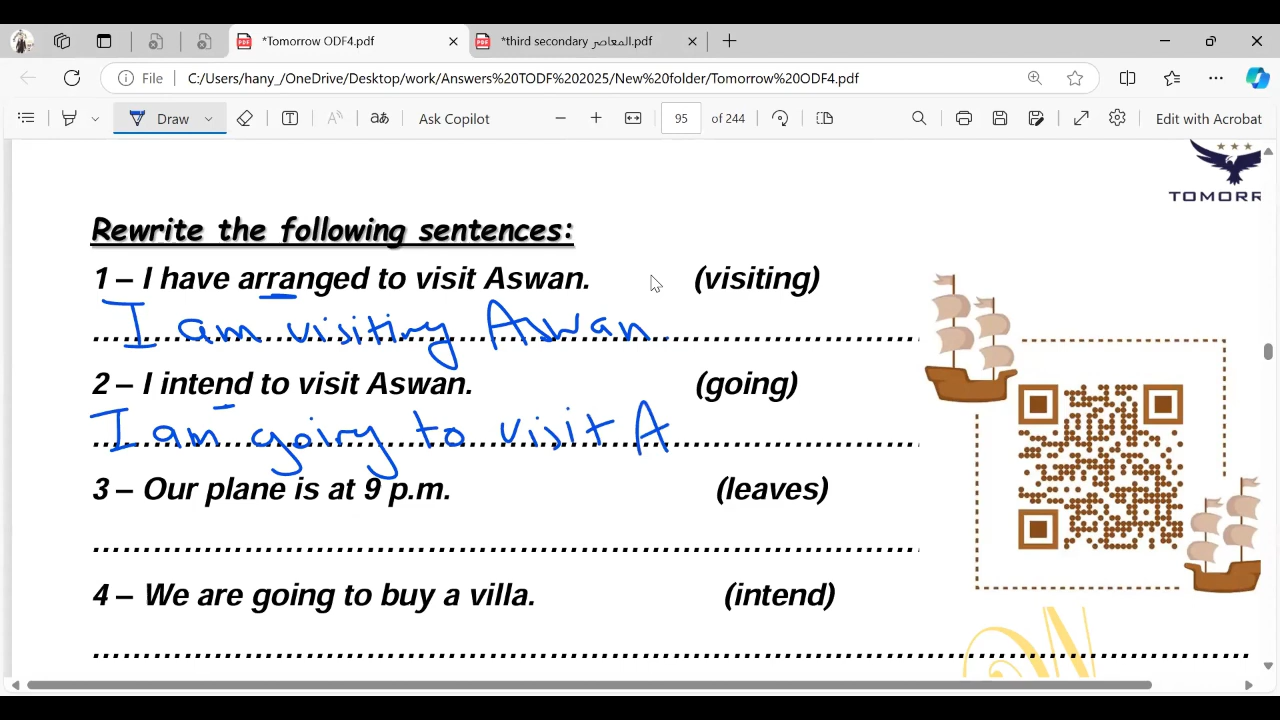 *Tomorrow ODF4.pdf
*third secondary المعاصر.pdf
File
C:/Users/hany_/OneDrive/Desktop/work/Answers%20TODF%202025/New%20folder/Tomorrow%20ODF4.pdf
Draw
Ask Copilot
95 of 244
Edit with Acrobat
TOMORR
Rewrite the following sentences:
1 – I have arranged to visit Aswan. (visiting)
I am visiting Aswan.
2 – I intend to visit Aswan. (going)
I am going to visit A
3 – Our plane is at 9 p.m. (leaves)
4 – We are going to buy a villa. (intend)